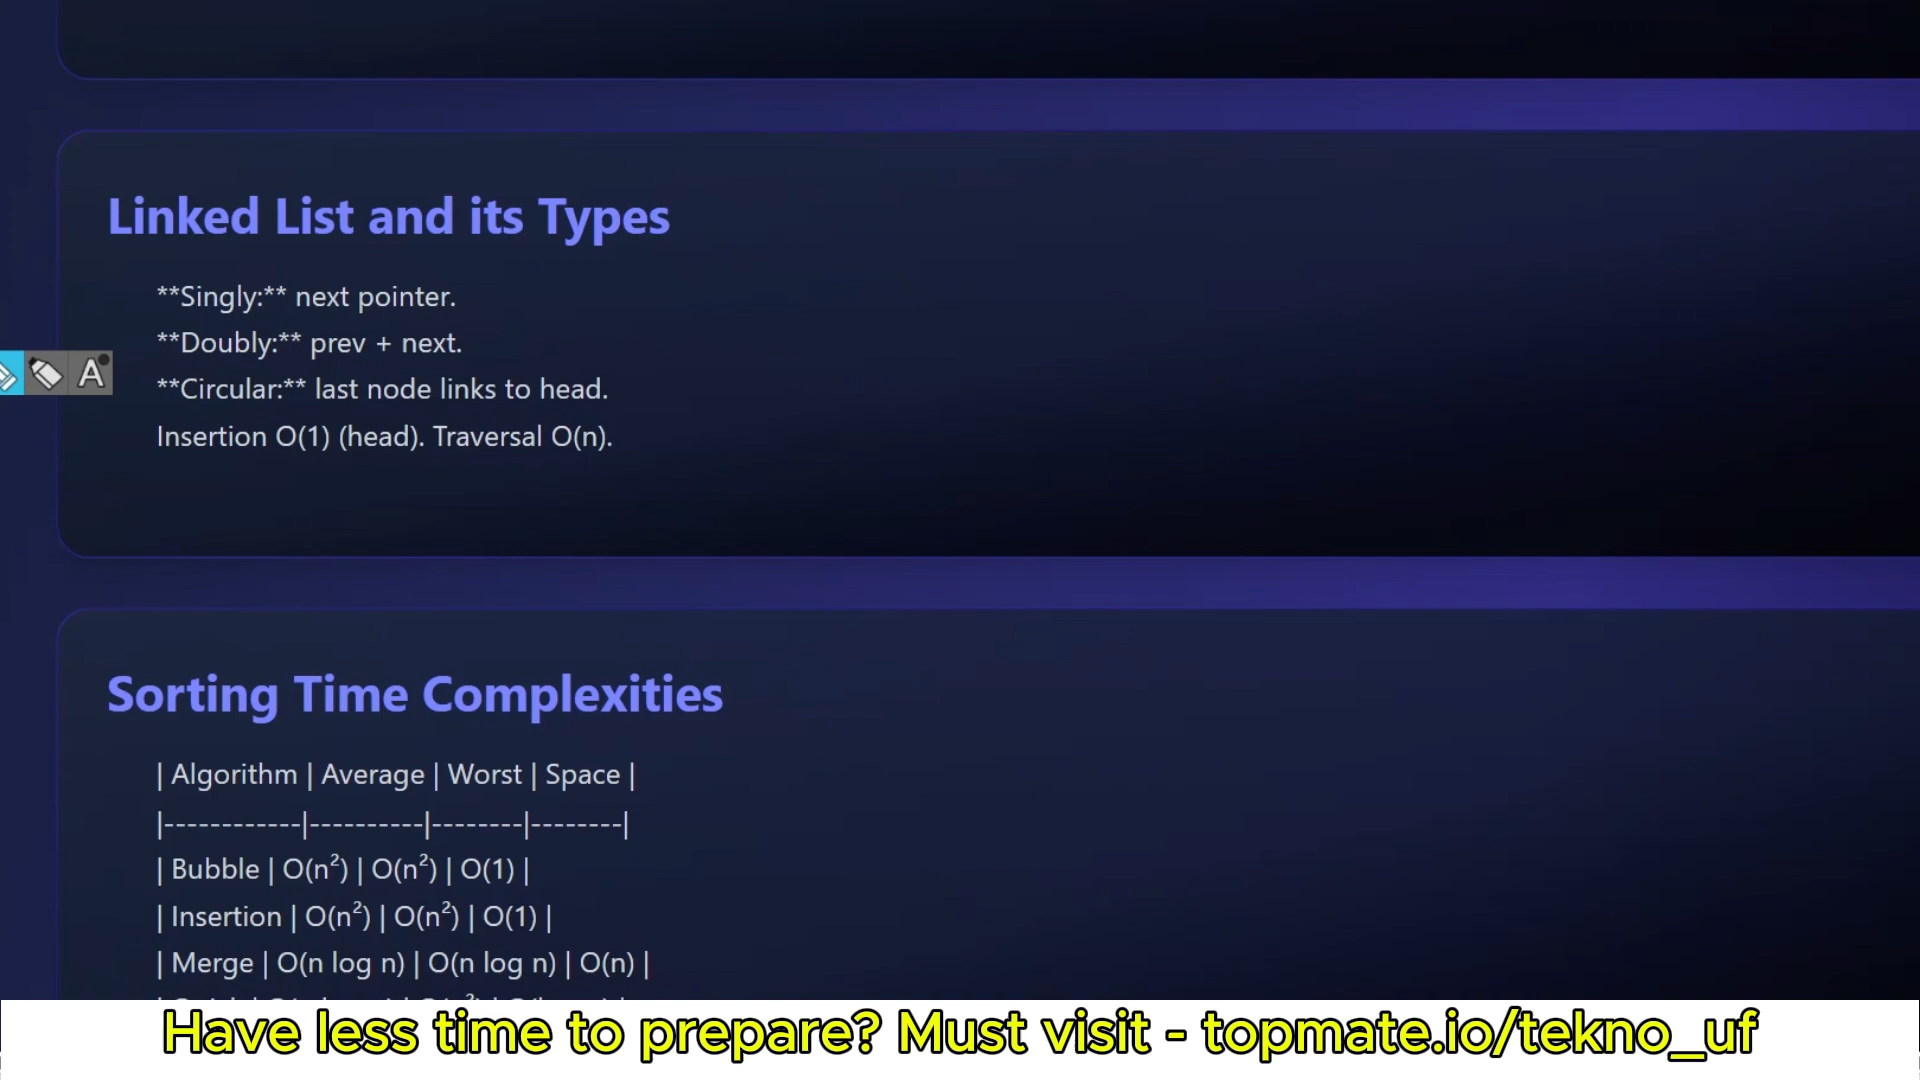 Linked List and its Types
**Singly:** next pointer.
**Doubly:** prev + next.
**Circular:** last node links to head.
Insertion O(1) (head). Traversal O(n).
A
Sorting Time Complexities
| Algorithm | Average | Worst | Space |
|------------|----------|--------|--------|
| Bubble | O(n²) | O(n²) | O(1) |
| Insertion | O(n²) | O(n²) | O(1) |
| Merge | O(n log n) | O(n log n) | O(n) |
Have less time to prepare? Must visit - topmate.io/tekno_uf